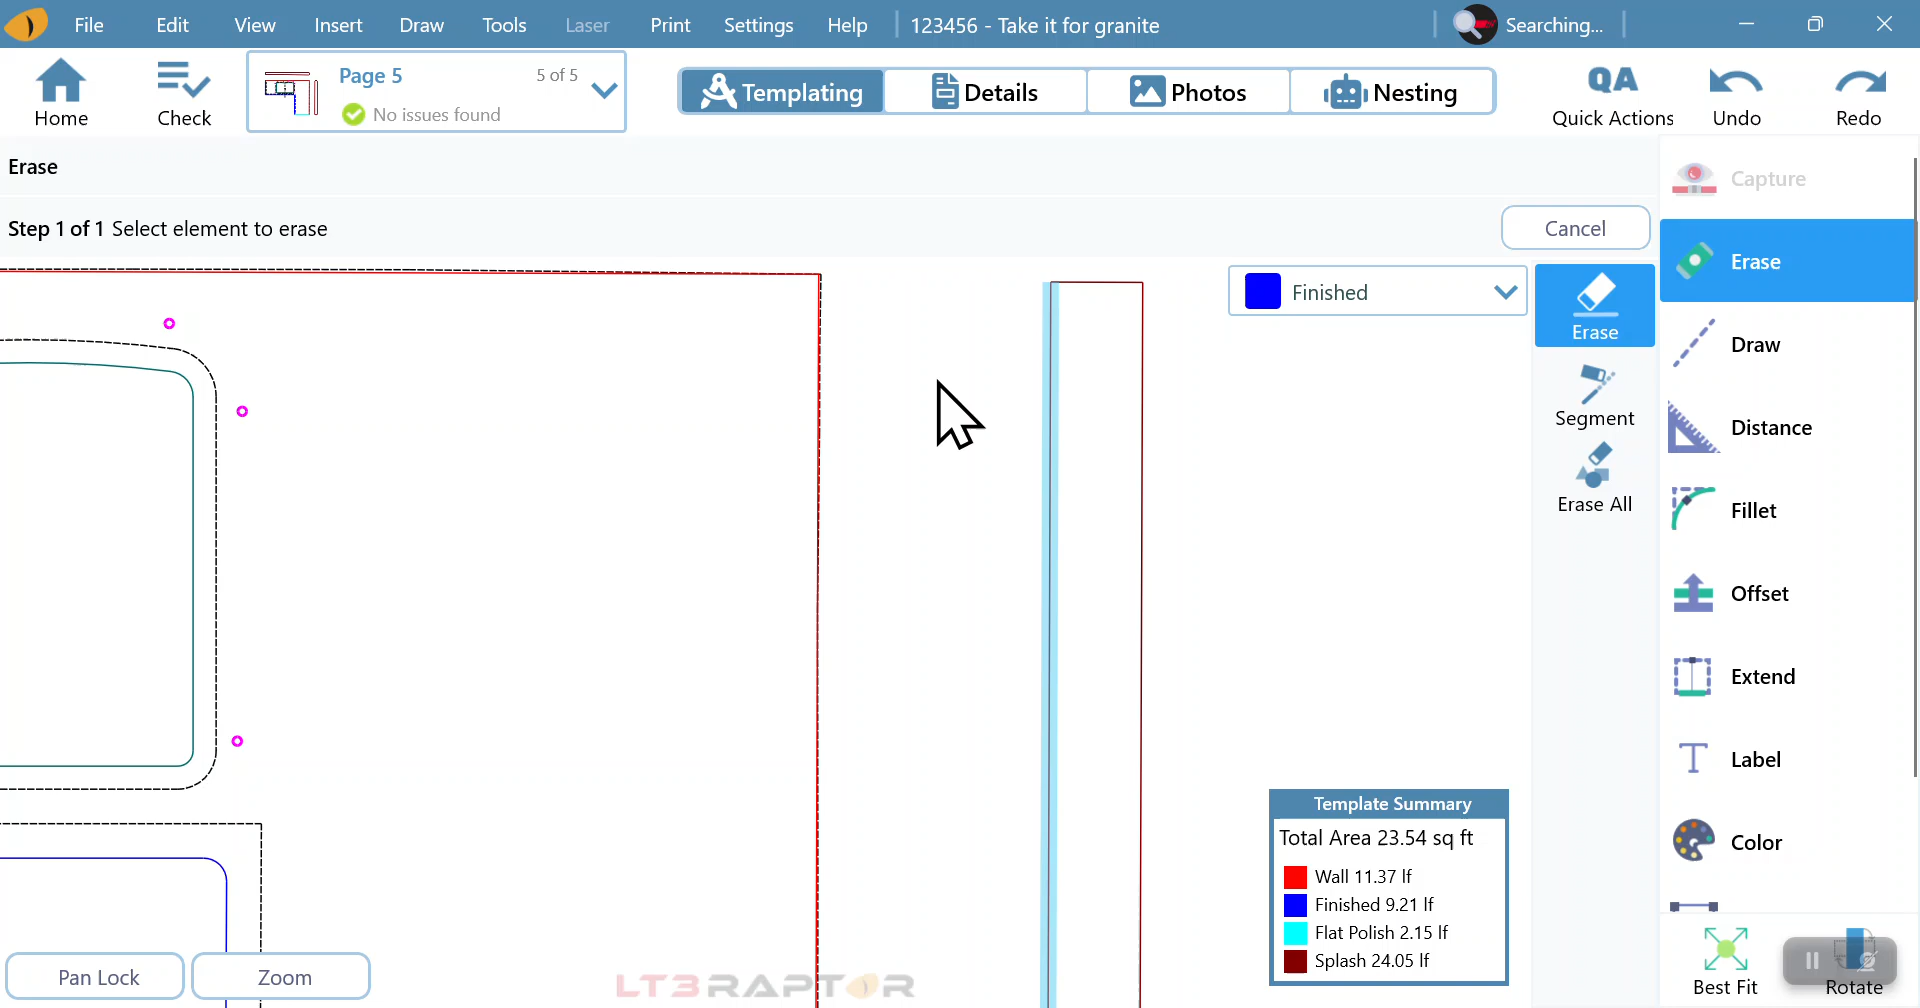 File Edit View Insert Draw Tools Laser Print Settings Help 123456 - Take it for granite Searching...
Home
Check
Page 5 5 of 5
No issues found
Templating Details Photos Nesting
QA
Quick Actions
Undo
Redo
Erase
Step 1 of 1 Select element to erase
Cancel
Finished
Erase
Segment
Erase All
Capture
Erase
Draw
Distance
Fillet
Offset
Extend
Label
Color
Template Summary
Total Area 23.54 sq ft
Wall 11.37 lf
Finished 9.21 lf
Flat Polish 2.15 lf
Splash 24.05 lf
Pan Lock
Zoom
LT3RAPTOR
Best Fit
Rotate